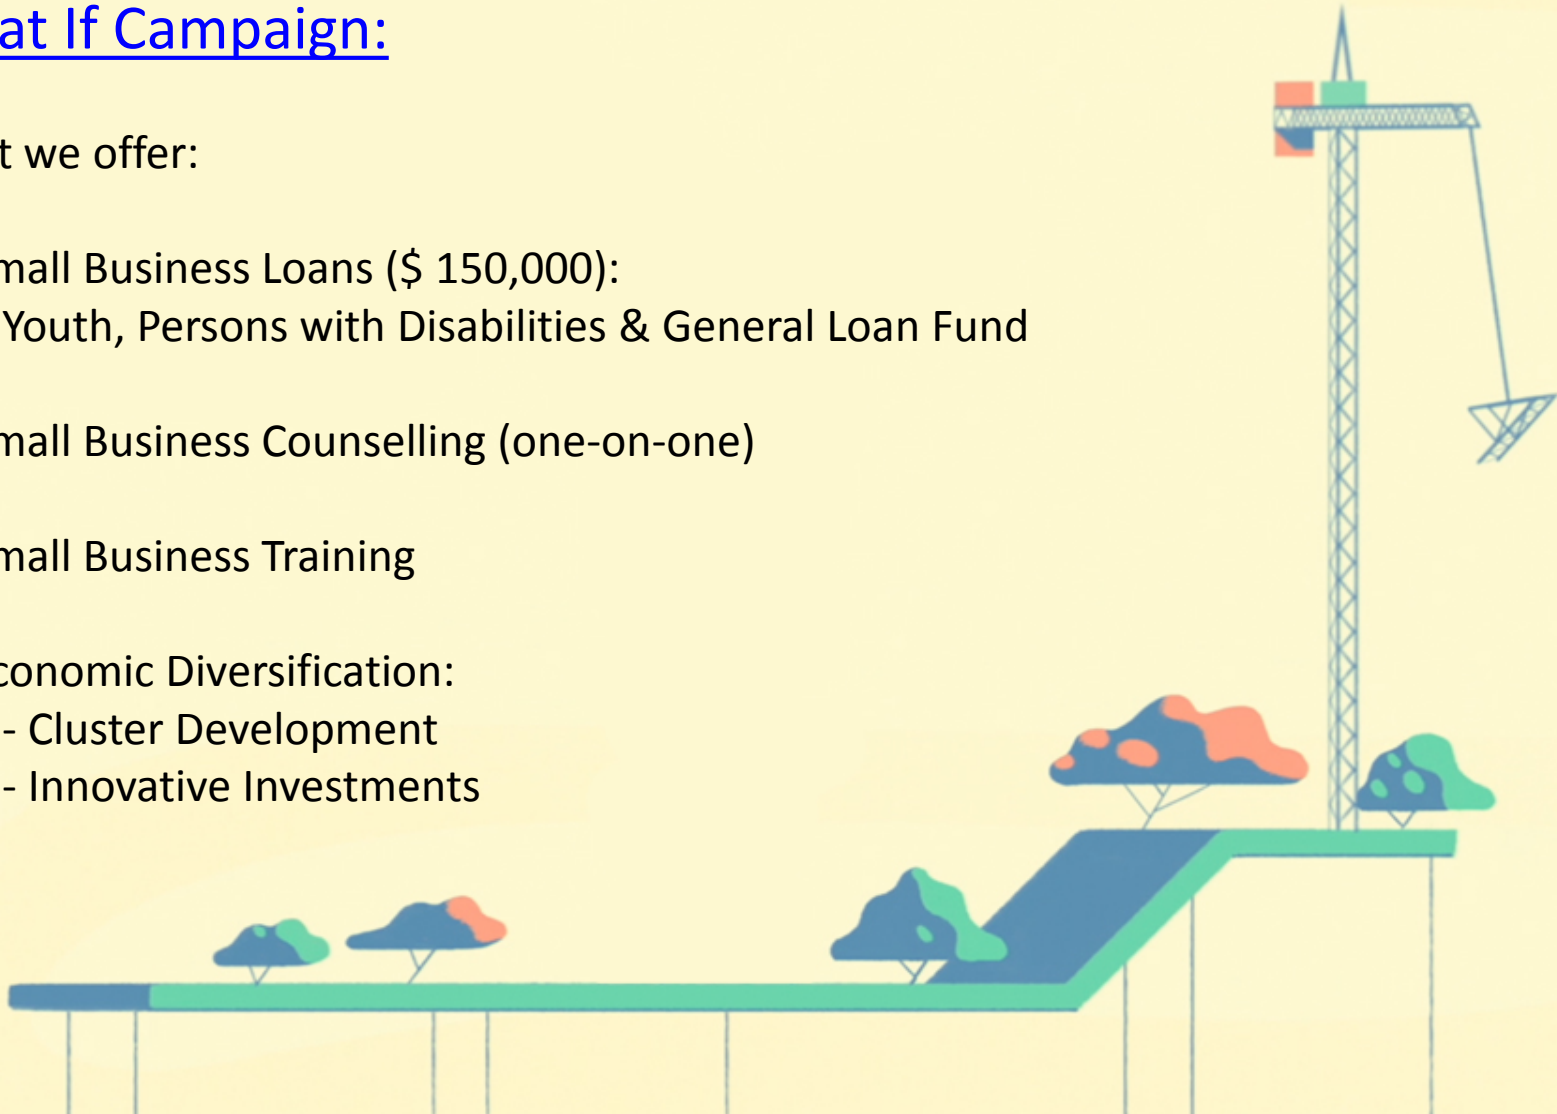 at If Campaign:
t we offer:
mall Business Loans ($ 150,000):
Youth, Persons with Disabilities & General Loan Fund
mall Business Counselling (one-on-one)
mall Business Training
conomic Diversification:
- Cluster Development
- Innovative Investments